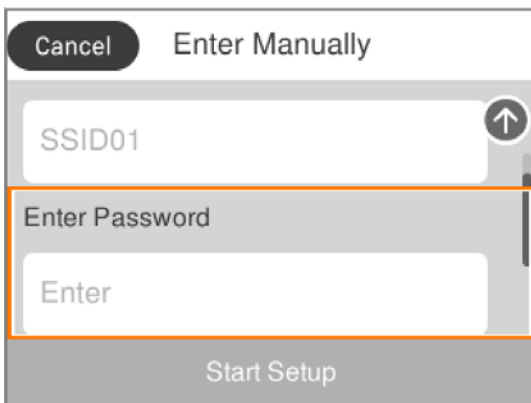 Cancel Enter Manually
SSID01
Enter Password
Enter
Start Setup